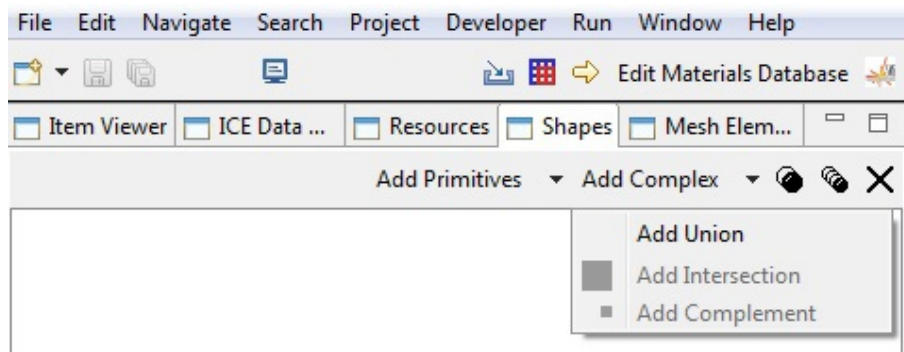 File Edit Navigate Search Project Developer Run Window Help
Edit Materials Database
Item Viewer ICE Data ... Resources Shapes Mesh Elem...
Add Primitives Add Complex
Add Union
Add Intersection
Add Complement